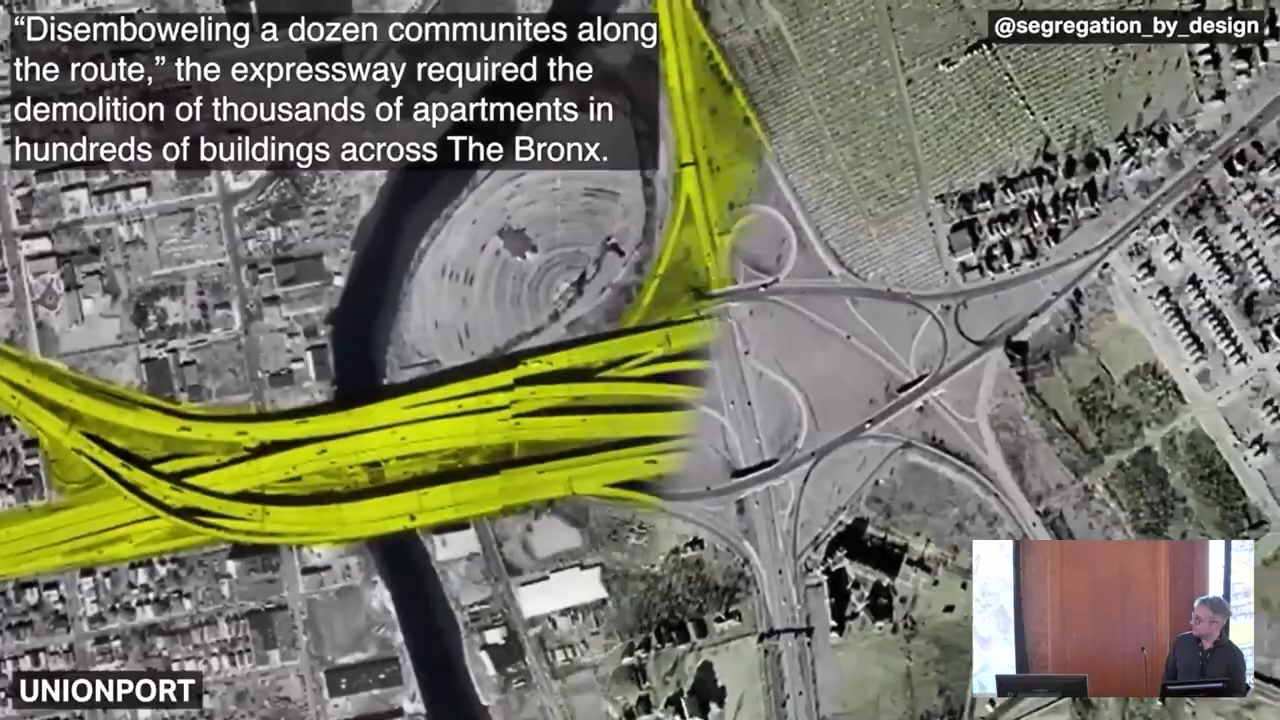 “Disemboweling a dozen communites along
the route,” the expressway required the
demolition of thousands of apartments in
hundreds of buildings across The Bronx.
@segregation_by_design
UNIONPORT